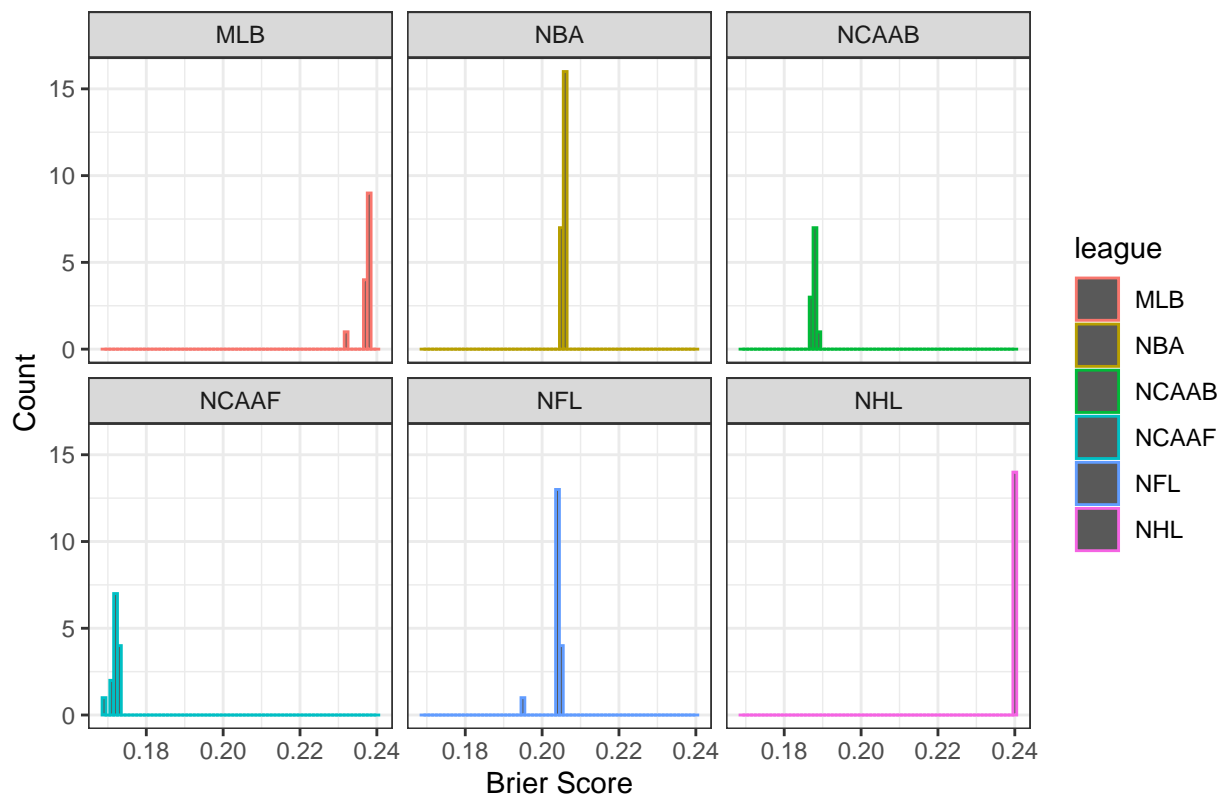 MLB
NBA
NCAAB
15
10
5
0
NCAAF
NFL
NHL
15
10
5
0
0.18 0.20 0.22 0.24
0.18 0.20 0.22 0.24
0.18 0.20 0.22 0.24
Brier Score
Count
league
MLB
NBA
NCAAB
NCAAF
NFL
NHL